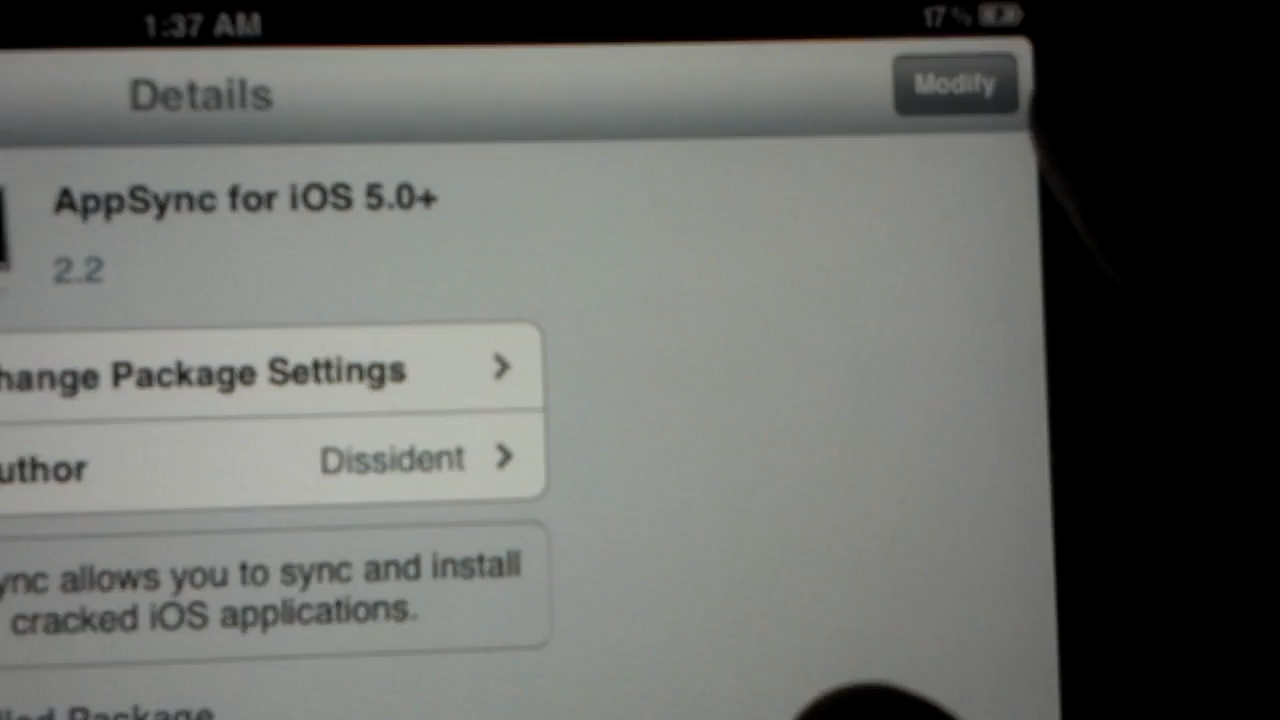 1:37 AM
17%
Details
Modify
AppSync for iOS 5.0+
2.2
hange Package Settings
uthor
Dissident
ync allows you to sync and install
cracked iOS applications.
Package